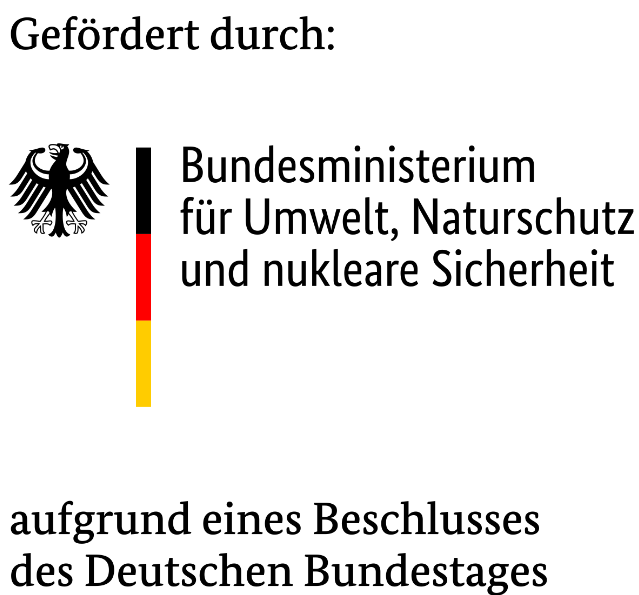 Gefördert durch:
Bundesministerium
für Umwelt, Naturschutz
und nukleare Sicherheit
aufgrund eines Beschlusses
des Deutschen Bundestages